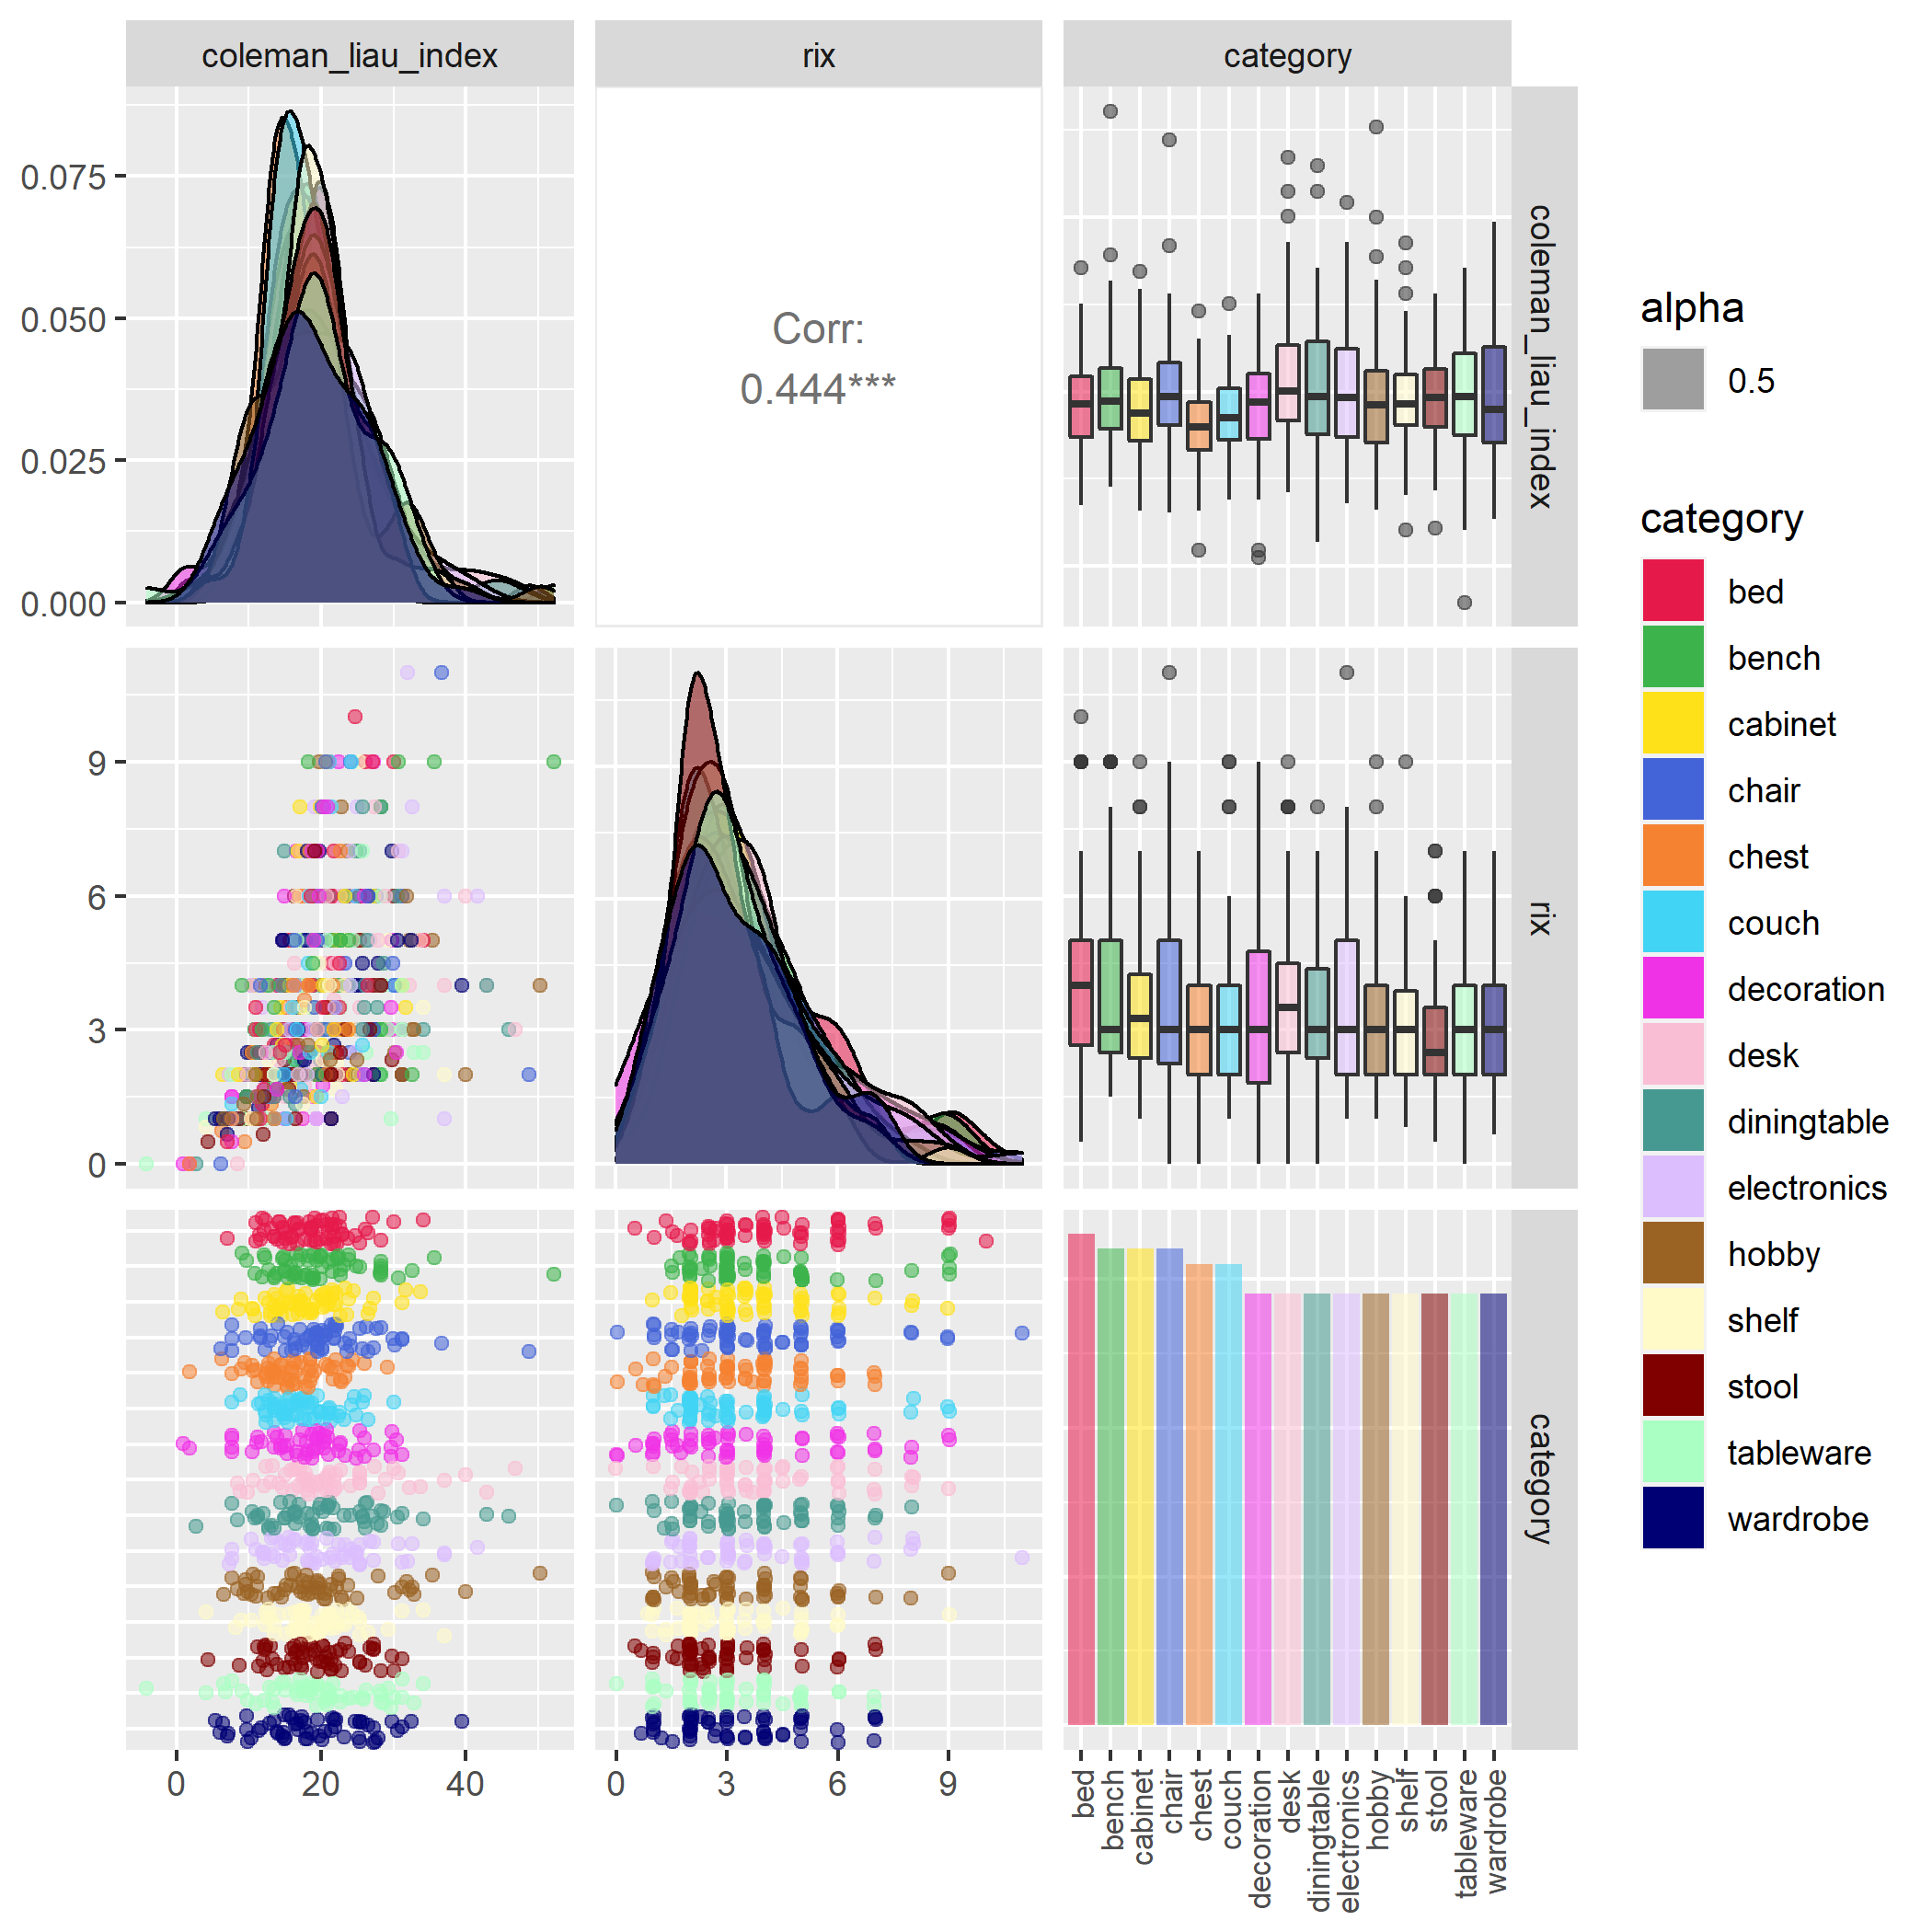 coleman_liau_index
rix
category
0.075
0.050
0.025
0.000
Corr:
0.444***
coleman_liau_index
9
6
3
0
rix
category
0
20
40
0
3
6
9
bed
bench
cabinet
chair
chest
couch
decoration
desk
diningtable
electronics
hobby
shelf
stool
tableware
wardrobe
alpha
0.5
category
bed
bench
cabinet
chair
chest
couch
decoration
desk
diningtable
electronics
hobby
shelf
stool
tableware
wardrobe